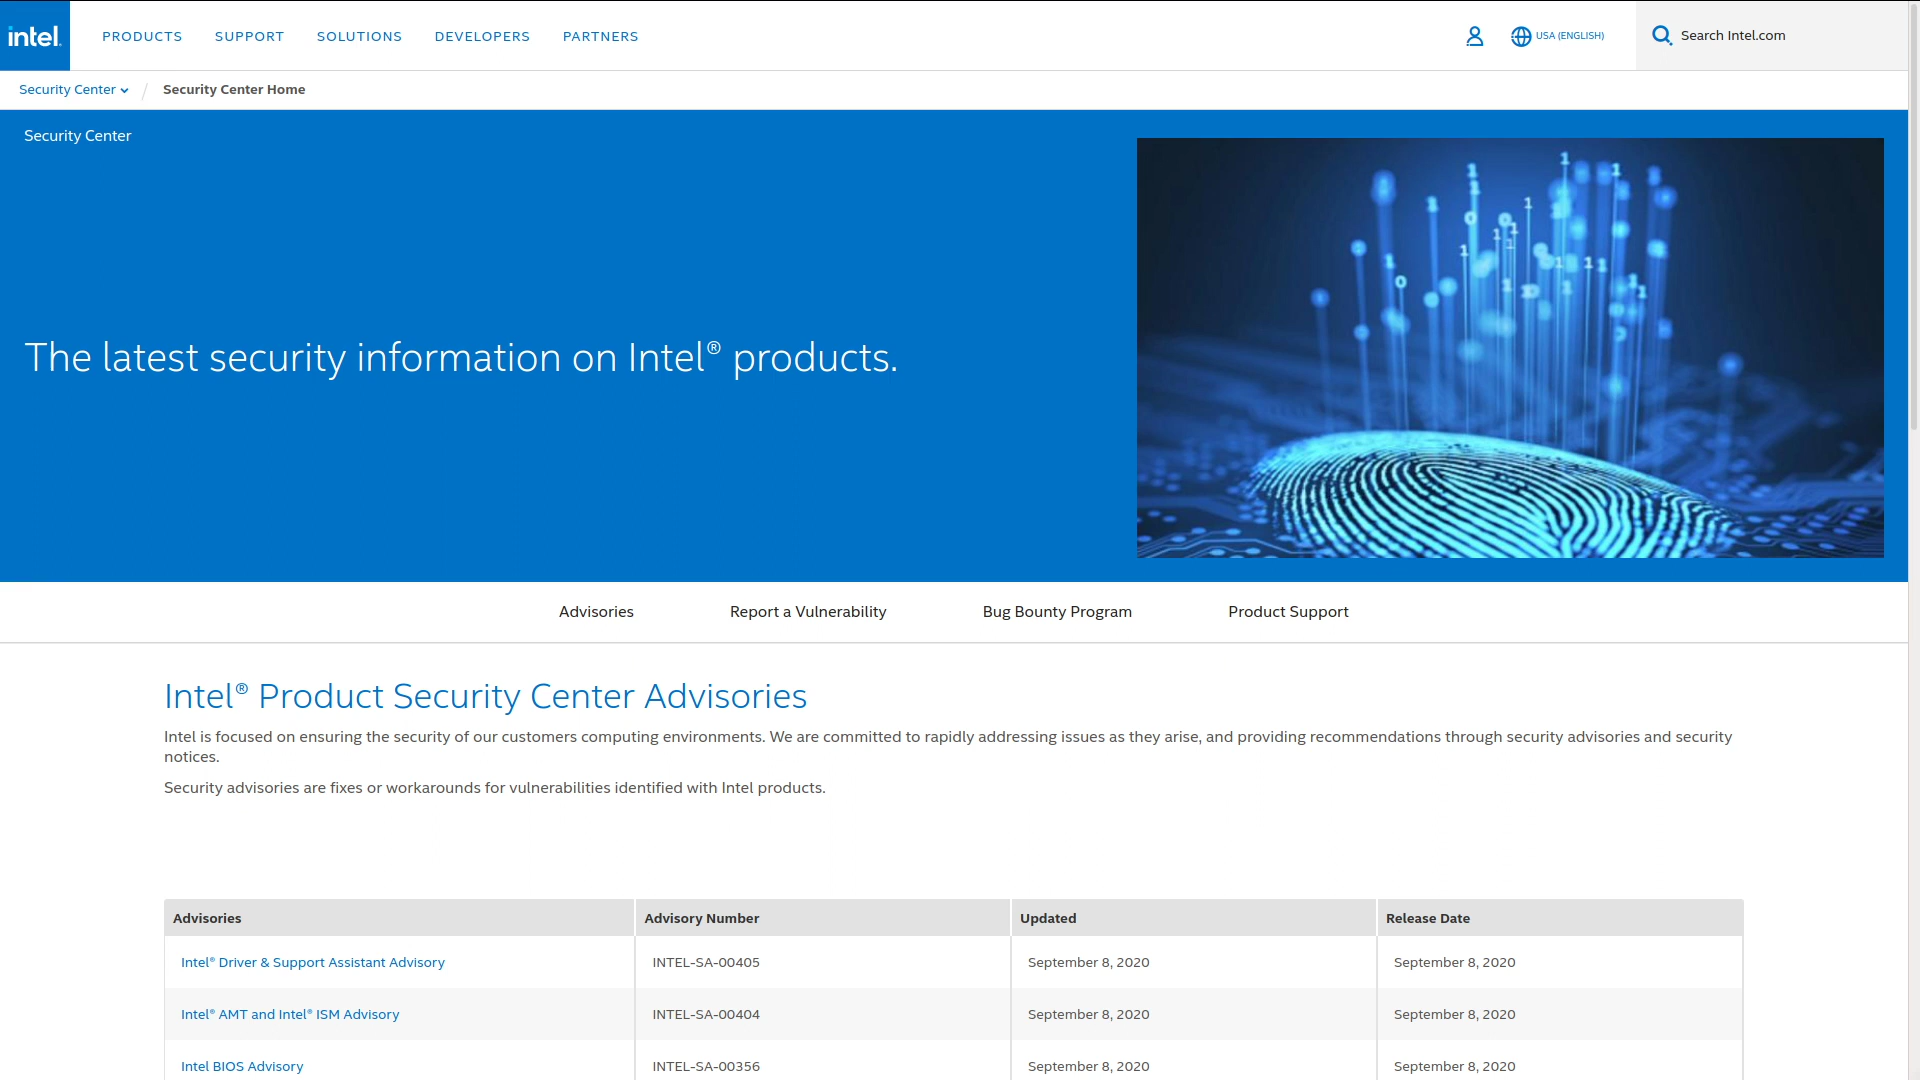 intel.
PRODUCTS SUPPORT SOLUTIONS DEVELOPERS PARTNERS
USA (ENGLISH)
Search Intel.com
Security Center
Security Center Home
Security Center
The latest security information on Intel® products.
Advisories Report a Vulnerability Bug Bounty Program Product Support
Intel® Product Security Center Advisories
Intel is focused on ensuring the security of our customers computing environments. We are committed to rapidly addressing issues as they arise, and providing recommendations through security advisories and security
notices.
Security advisories are fixes or workarounds for vulnerabilities identified with Intel products.
Advisories Advisory Number Updated Release Date
Intel® Driver & Support Assistant Advisory INTEL-SA-00405 September 8, 2020 September 8, 2020
Intel® AMT and Intel® ISM Advisory INTEL-SA-00404 September 8, 2020 September 8, 2020
Intel BIOS Advisory INTEL-SA-00356 September 8, 2020 September 8, 2020